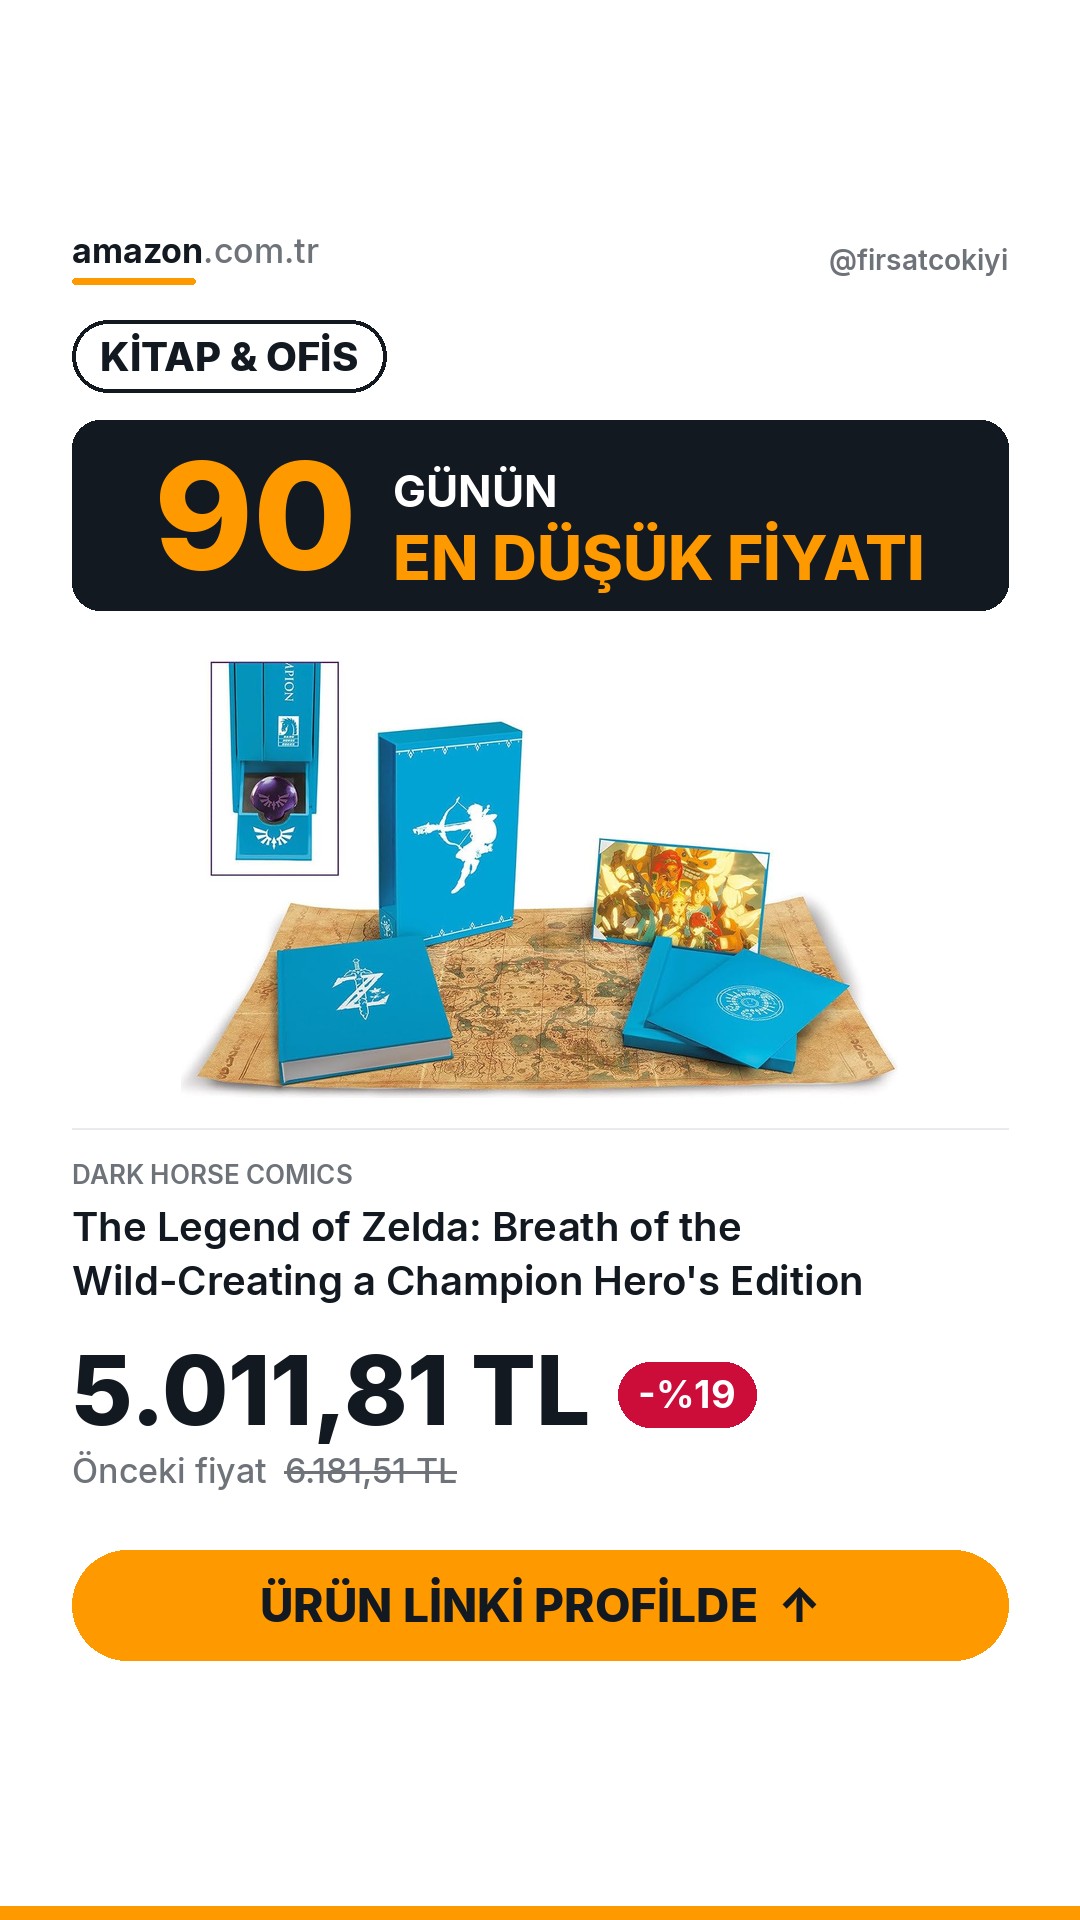 amazon.com.tr
@firsatcokiyi
KİTAP & OFİS
90
GÜNÜN
EN DÜŞÜK FİYATI
DARK HORSE COMICS
The Legend of Zelda: Breath of the
Wild-Creating a Champion Hero's Edition
5.011,81 TL
-%19
Önceki fiyat 6.181,51 TL
ÜRÜN LİNKİ PROFİLDE ↑